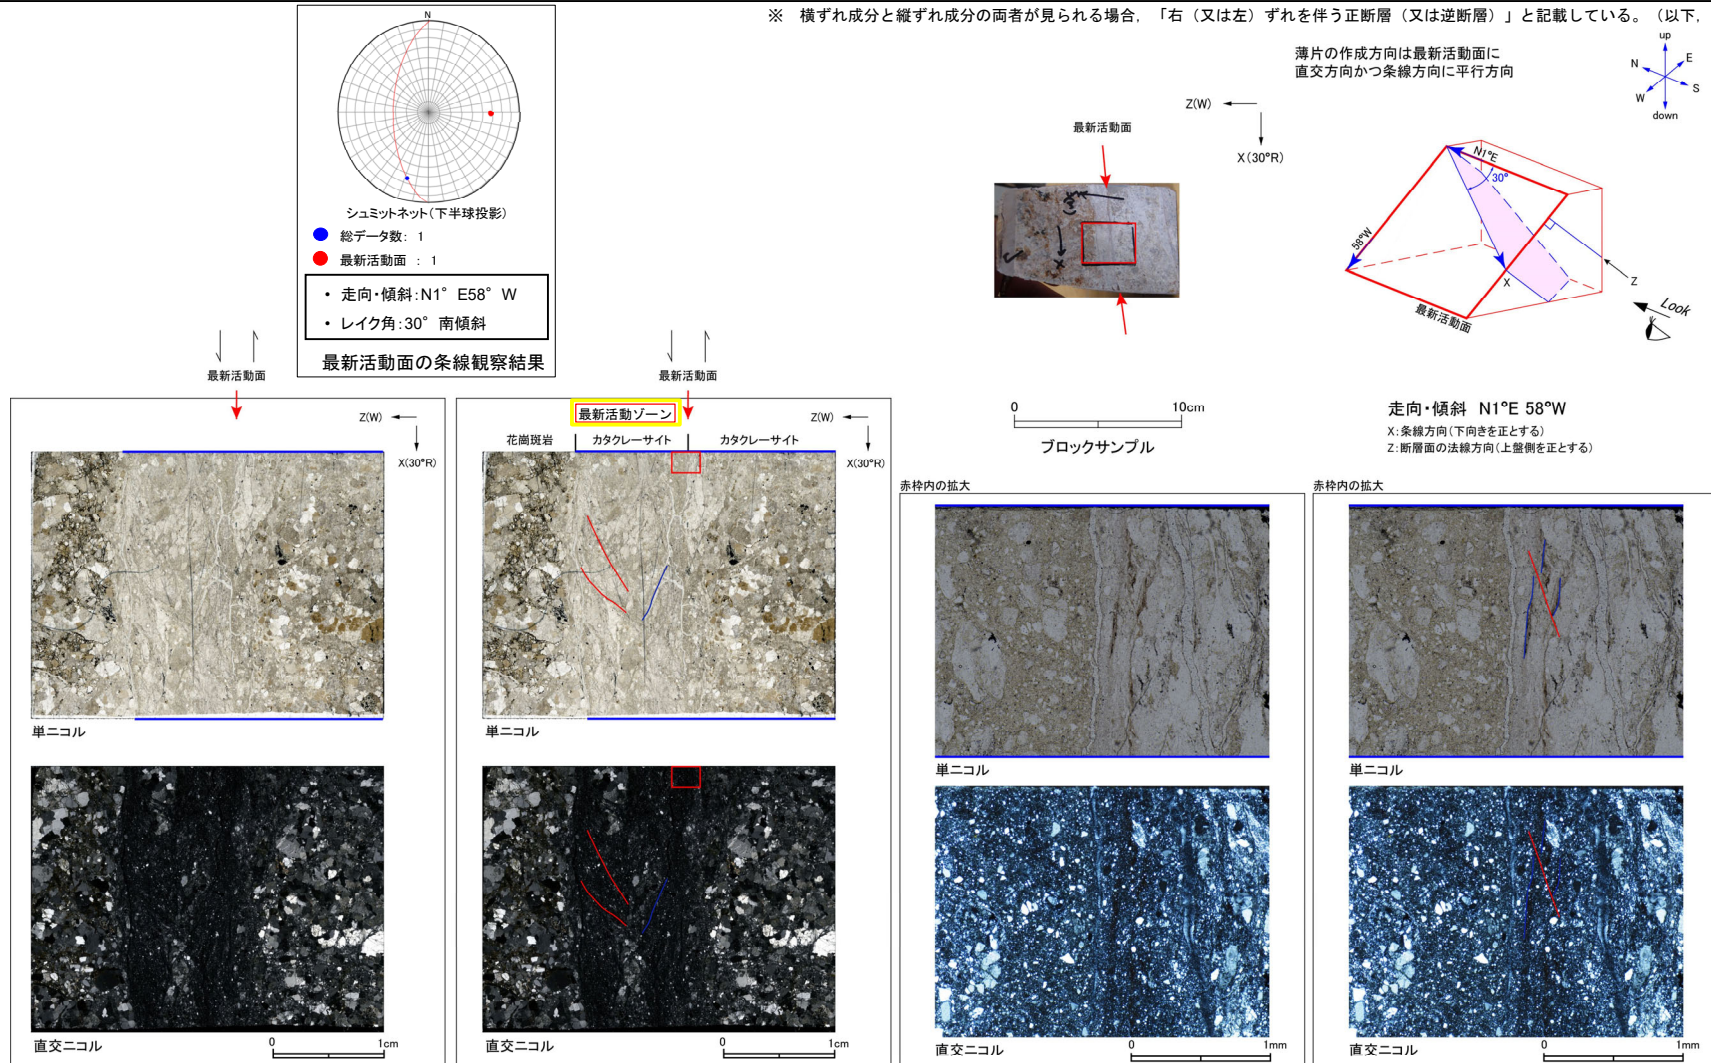 ※ 横ずれ成分と縦ずれ成分の両者が見られる場合，「右（又は左）ずれを伴う正断層（又は逆断層）」と記載している。（以下，
N
シュミットネット(下半球投影)
総データ数: 1
最新活動面 : 1
・ 走向・傾斜:N1° E58° W
・ レイク角:30° 南傾斜
最新活動面の条線観察結果
薄片の作成方向は最新活動面に
直交方向かつ条線方向に平行方向
up
N
E
W
S
down
Z(W)
X(30°R)
最新活動面
N1°E
30°
58°W
X
Z
Look
最新活動面
0 10cm
ブロックサンプル
走向・傾斜 N1°E 58°W
X:条線方向(下向きを正とする)
Z:断層面の法線方向(上盤側を正とする)
最新活動面
Z(W)
X(30°R)
単ニコル
直交ニコル
0 1cm
最新活動面
最新活動ゾーン
Z(W)
花崗斑岩
カタクレーサイト
カタクレーサイト
X(30°R)
単ニコル
直交ニコル
0 1cm
赤枠内の拡大
単ニコル
直交ニコル
0 1mm
赤枠内の拡大
単ニコル
直交ニコル
0 1mm